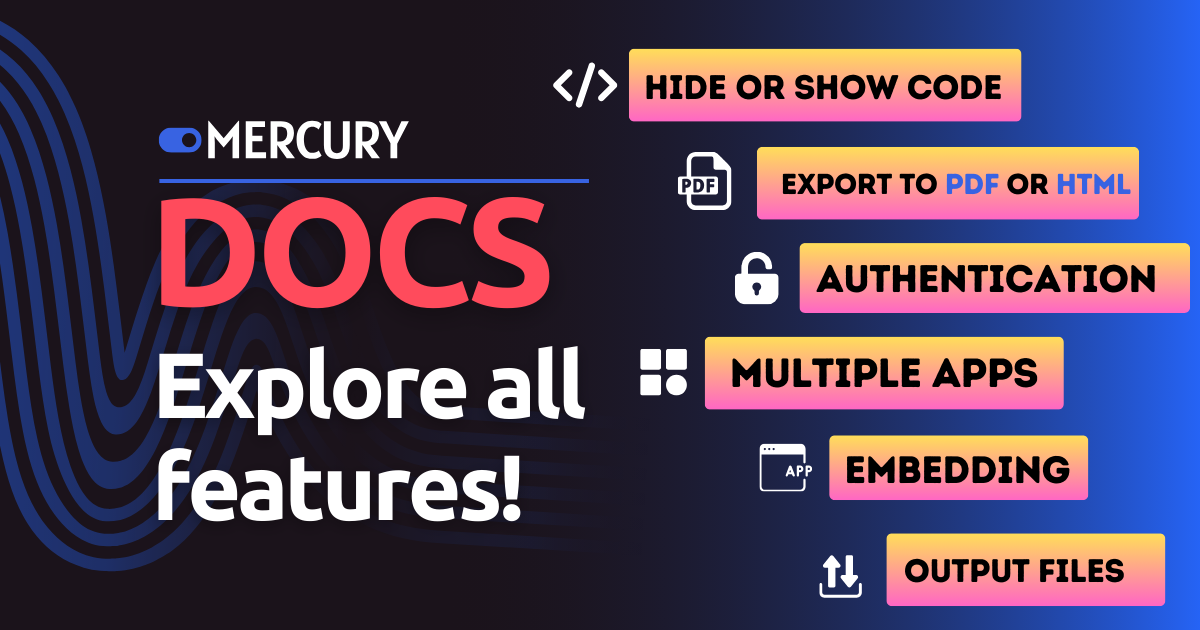 MERCURY
DOCS
Explore all
features!
</> HIDE OR SHOW CODE
PDF EXPORT TO PDF OR HTML
AUTHENTICATION
MULTIPLE APPS
APP EMBEDDING
OUTPUT FILES